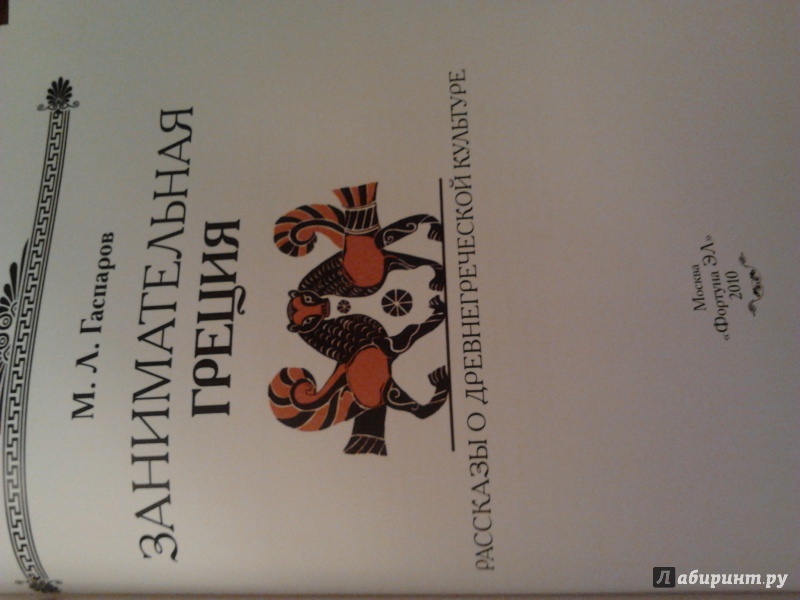 М. Л. Гаспаров
ЗАНИМАТЕЛЬНАЯ
ГРЕЦИЯ
РАССКАЗЫ О ДРЕВНЕГРЕЧЕСКОЙ КУЛЬТУРЕ
Москва
«Фортуна ЭЛ»
2010
Лабиринт.ру